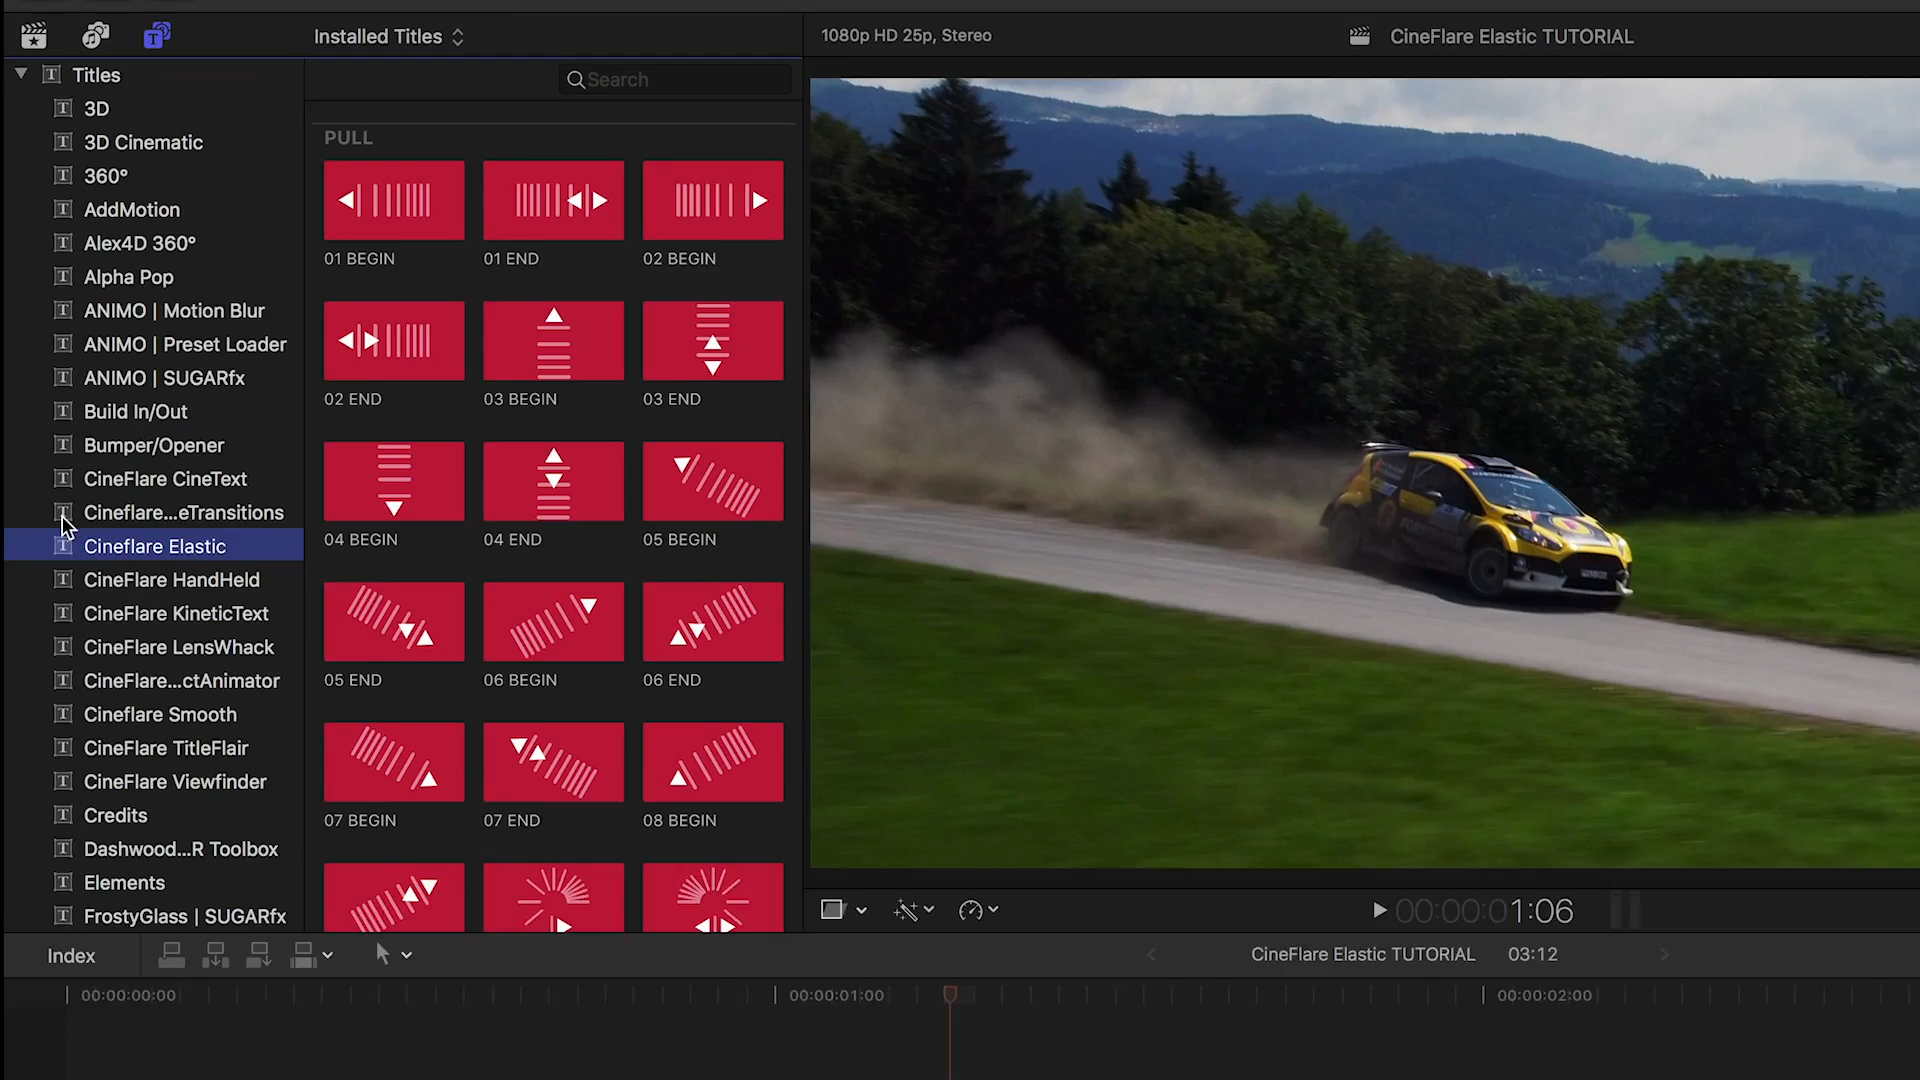 Installed Titles
1080p HD 25p, Stereo
CineFlare Elastic TUTORIAL
Titles
3D
3D Cinematic
360°
AddMotion
Alex4D 360°
Alpha Pop
ANIMO | Motion Blur
ANIMO | Preset Loader
ANIMO | SUGARfx
Build In/Out
Bumper/Opener
CineFlare CineText
Cineflare...eTransitions
Cineflare Elastic
CineFlare HandHeld
CineFlare KineticText
CineFlare LensWhack
CineFlare...ctAnimator
Cineflare Smooth
CineFlare TitleFlair
CineFlare Viewfinder
Credits
Dashwood...R Toolbox
Elements
FrostyGlass | SUGARfx
Search
PULL
01 BEGIN
01 END
02 BEGIN
02 END
03 BEGIN
03 END
04 BEGIN
04 END
05 BEGIN
05 END
06 BEGIN
06 END
07 BEGIN
07 END
08 BEGIN
00:00:01:06
Index
CineFlare Elastic TUTORIAL
03:12
00:00:00:00
00:00:01:00
00:00:02:00